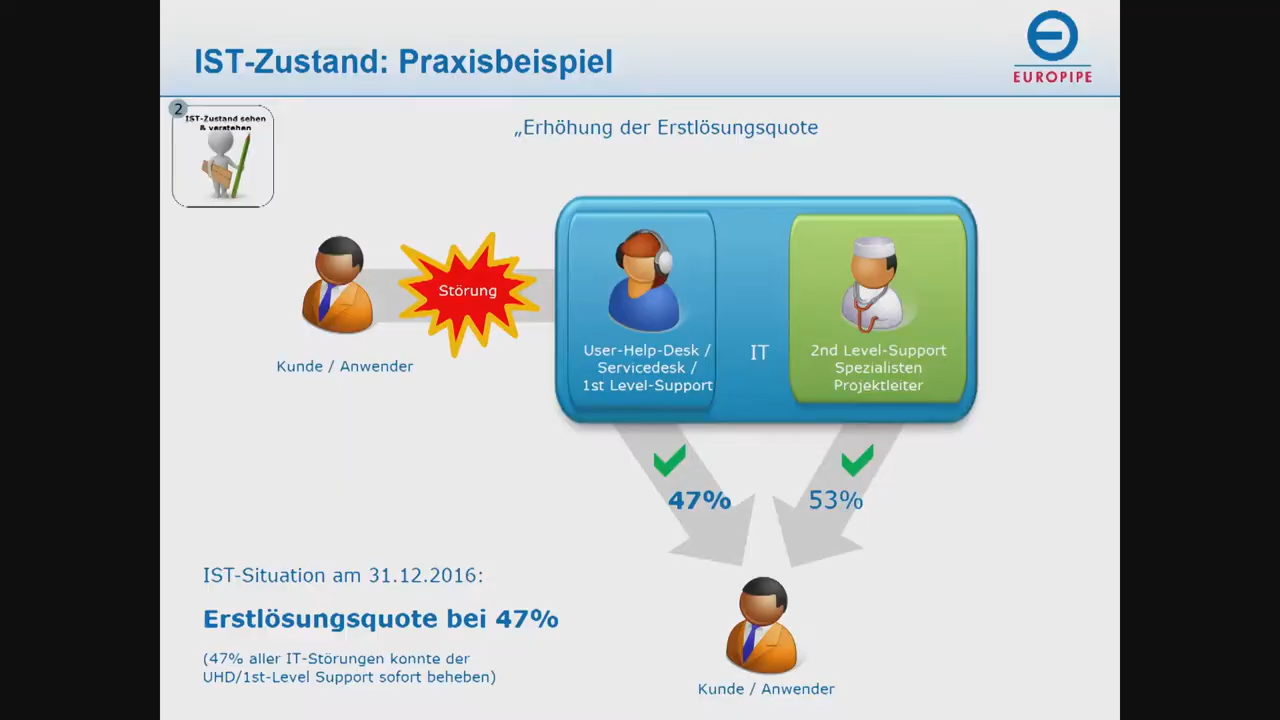 IST-Zustand: Praxisbeispiel
EUROPIPE
2
IST-Zustand sehen
& verstehen
„Erhöhung der Erstlösungsquote
Störung
Kunde / Anwender
User-Help-Desk /
Servicedesk /
1st Level-Support
IT
2nd Level-Support
Spezialisten
Projektleiter
47%
53%
IST-Situation am 31.12.2016:
Erstlösungsquote bei 47%
(47% aller IT-Störungen konnte der
UHD/1st-Level Support sofort beheben)
Kunde / Anwender